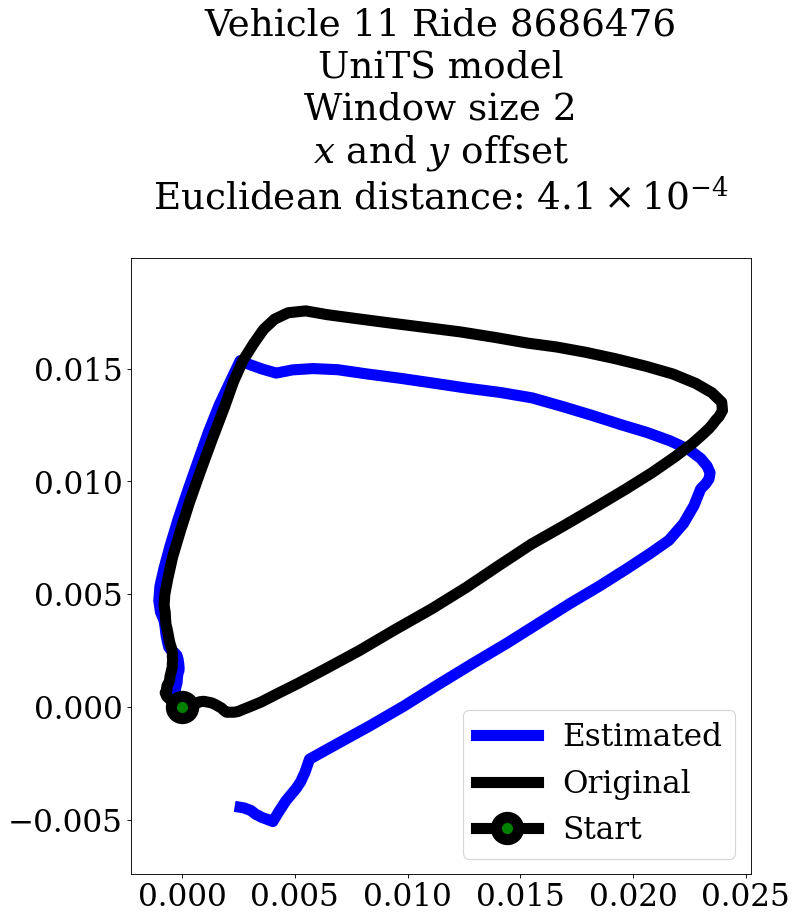 Vehicle 11 Ride 8686476
UniTS model
Window size 2
x and y offset
Euclidean distance: 4.1 × 10⁻⁴
0.015
0.010
0.005
0.000
−0.005
Estimated
Original
Start
0.000 0.005 0.010 0.015 0.020 0.025